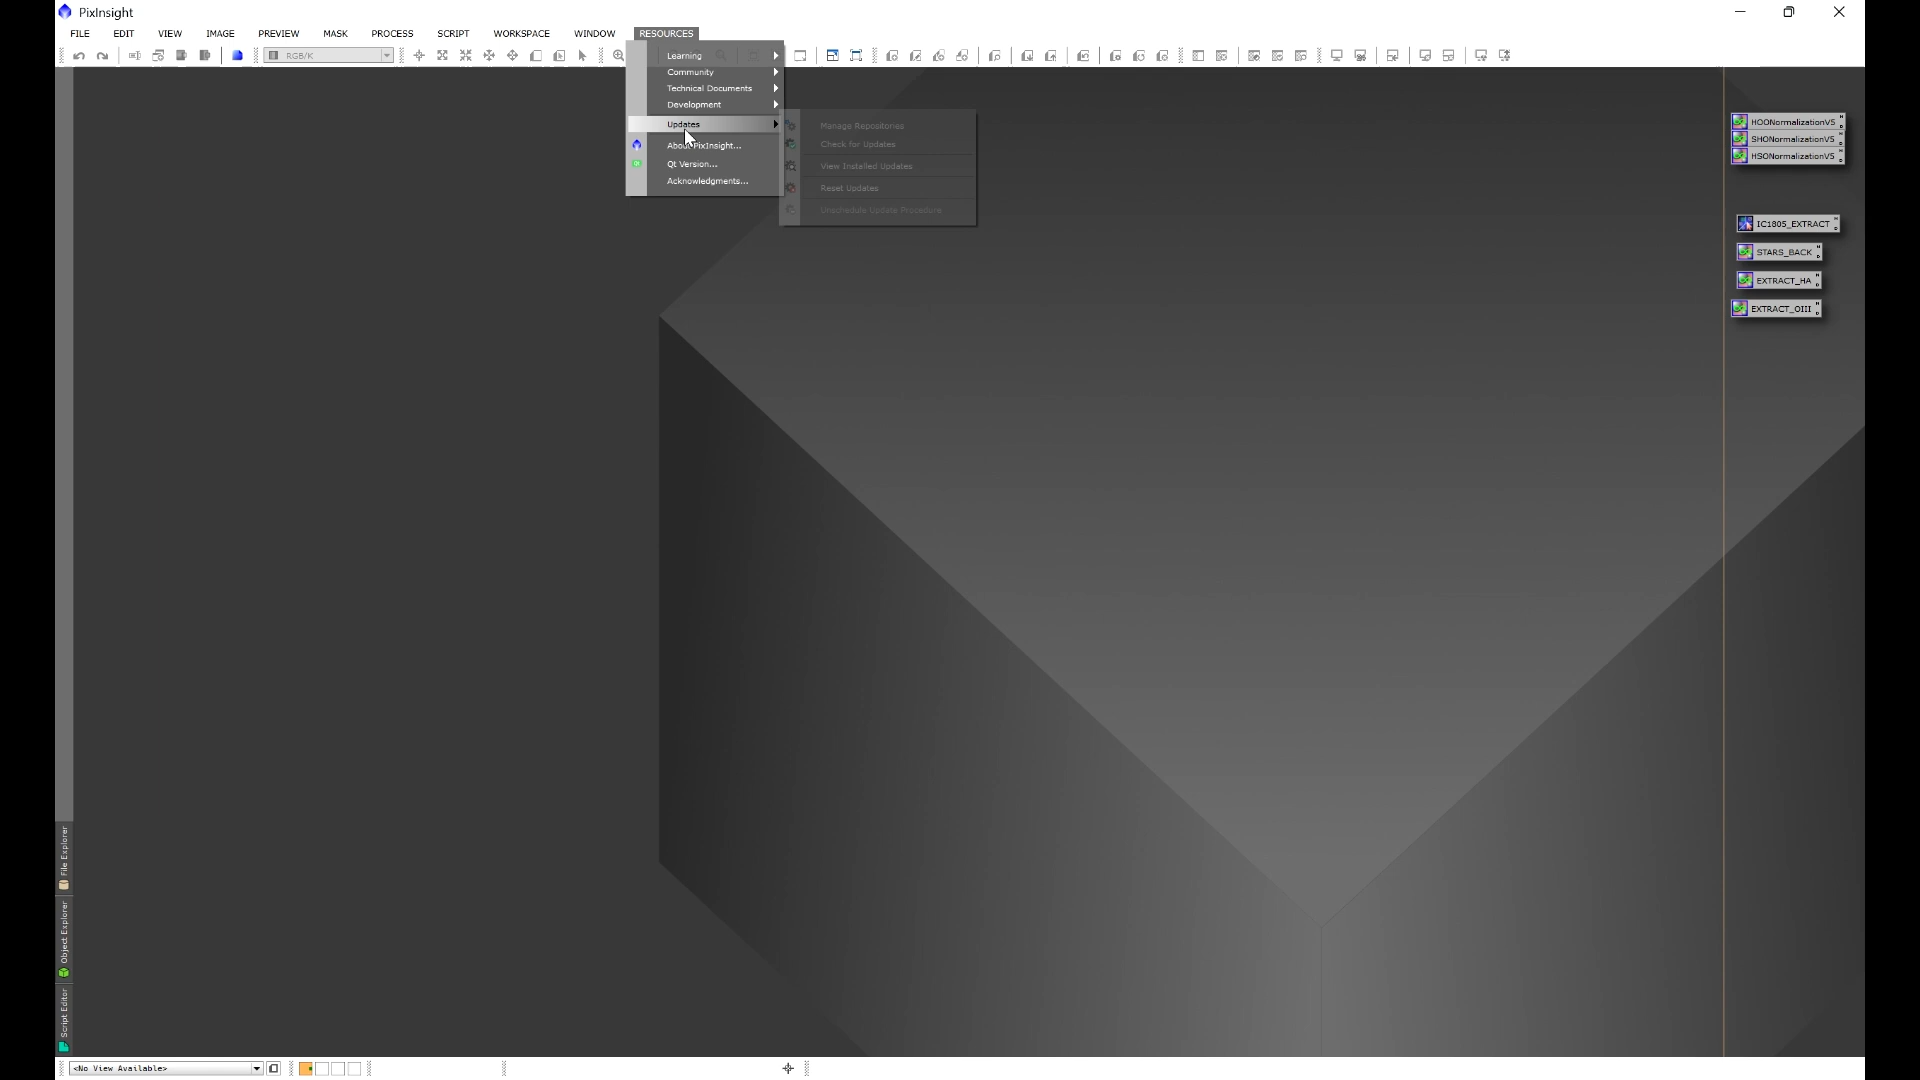 PixInsight
FILE EDIT VIEW IMAGE PREVIEW MASK PROCESS SCRIPT WORKSPACE WINDOW RESOURCES
RGB/K
Learning
Community
Technical Documents
Development
Updates
About PixInsight...
Qt Version...
Acknowledgments...
Manage Repositories
Check for Updates
View Installed Updates
Reset Updates
Unschedule Update Procedure
HOONormalizationV5
SHONormalizationV5
HSONormalizationV5
IC1805_EXTRACT
STARS_BACK
EXTRACT_HA
EXTRACT_OIII
File Explorer
Object Explorer
Script Editor
<No View Available>